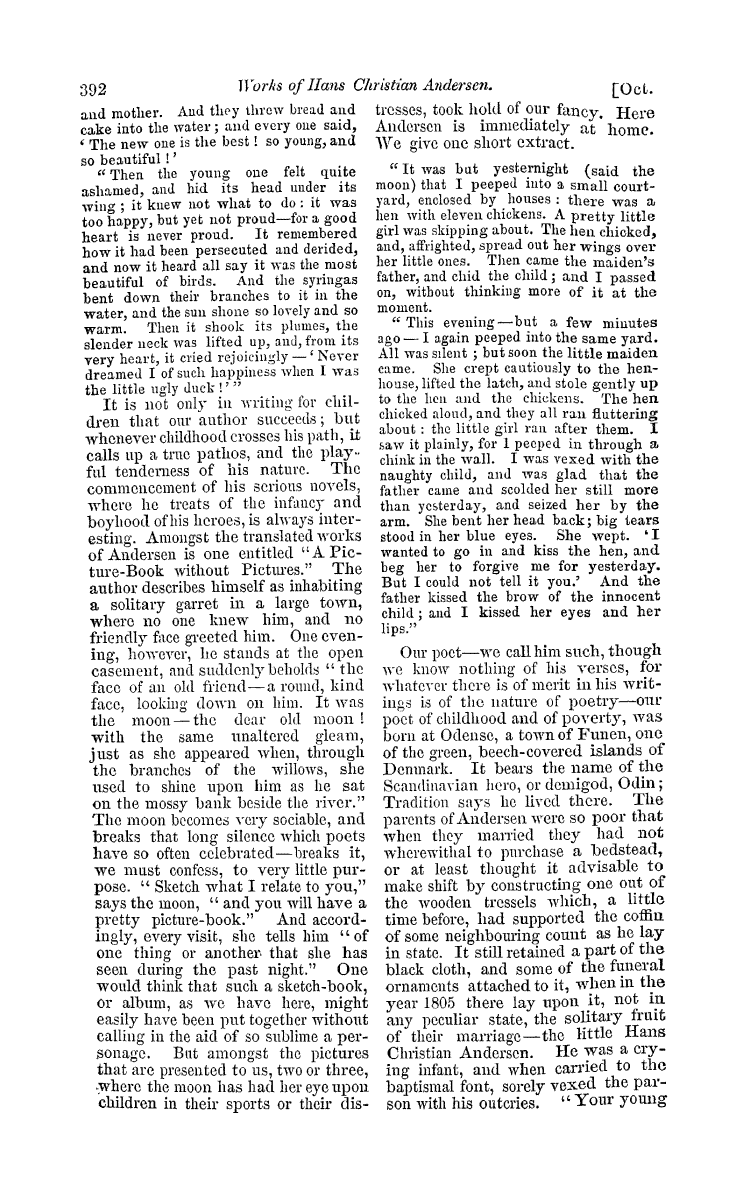 392
Works of Hans Christian Andersen.
[Oct.
and mother. And they threw bread and
cake into the water; and every one said,
‘The new one is the best! so young, and
so beautiful!’
“Then the young one felt quite
ashamed, and hid its head under its
wing; it knew not what to do: it was
too happy, but yet not proud—for a good
heart is never proud. It remembered
how it had been persecuted and derided,
and now it heard all say it was the most
beautiful of birds. And the syringas
bent down their branches to it in the
water, and the sun shone so lovely and so
warm. Then it shook its plumes, the
slender neck was lifted up, and, from its
very heart, it cried rejoicingly—‘Never
dreamed I of such happiness when I was
the little ugly duck!’”
It is not only in writing for chil-
dren that our author succeeds; but
whenever childhood crosses his path, it
calls up a true pathos, and the play-
ful tenderness of his nature. The
commencement of his serious novels,
where he treats of the infancy and
boyhood of his heroes, is always inter-
esting. Amongst the translated works
of Andersen is one entitled “A Pic-
ture-Book without Pictures.” The
author describes himself as inhabiting
a solitary garret in a large town,
where no one knew him, and no
friendly face greeted him. One even-
ing, however, he stands at the open
casement, and suddenly beholds “the
face of an old friend—a round, kind
face, looking down on him. It was
the moon—the dear old moon!
with the same unaltered gleam,
just as she appeared when, through
the branches of the willows, she
used to shine upon him as he sat
on the mossy bank beside the river.”
The moon becomes very sociable, and
breaks that long silence which poets
have so often celebrated—breaks it,
we must confess, to very little pur-
pose. “Sketch what I relate to you,”
says the moon, “and you will have a
pretty picture-book.” And accord-
ingly, every visit, she tells him “of
one thing or another that she has
seen during the past night.” One
would think that such a sketch-book,
or album, as we have here, might
easily have been put together without
calling in the aid of so sublime a per-
sonage. But amongst the pictures
that are presented to us, two or three,
where the moon has had her eye upon
children in their sports or their dis-
tresses, took hold of our fancy. Here
Andersen is immediately at home.
We give one short extract.
“It was but yesternight (said the
moon) that I peeped into a small court-
yard, enclosed by houses: there was a
hen with eleven chickens. A pretty little
girl was skipping about. The hen chicked,
and, affrighted, spread out her wings over
her little ones. Then came the maiden's
father, and chid the child; and I passed
on, without thinking more of it at the
moment.
“This evening—but a few minutes
ago—I again peeped into the same yard.
All was silent; but soon the little maiden
came. She crept cautiously to the hen-
house, lifted the latch, and stole gently up
to the hen and the chickens. The hen
chicked aloud, and they all ran fluttering
about: the little girl ran after them. I
saw it plainly, for I peeped in through a
chink in the wall. I was vexed with the
naughty child, and was glad that the
father came and scolded her still more
than yesterday, and seized her by the
arm. She bent her head back; big tears
stood in her blue eyes. She wept. ‘I
wanted to go in and kiss the hen, and
beg her to forgive me for yesterday.
But I could not tell it you.’ And the
father kissed the brow of the innocent
child; and I kissed her eyes and her
lips.”
Our poet—we call him such, though
we know nothing of his verses, for
whatever there is of merit in his writ-
ings is of the nature of poetry—our
poet of childhood and of poverty, was
born at Odense, a town of Funen, one
of the green, beech-covered islands of
Denmark. It bears the name of the
Scandinavian hero, or demigod, Odin;
Tradition says he lived there. The
parents of Andersen were so poor that
when they married they had not
wherewithal to purchase a bedstead,
or at least thought it advisable to
make shift by constructing one out of
the wooden tressels which, a little
time before, had supported the coffin
of some neighbouring count as he lay
in state. It still retained a part of the
black cloth, and some of the funeral
ornaments attached to it, when in the
year 1805 there lay upon it, not in
any peculiar state, the solitary fruit
of their marriage—the little Hans
Christian Andersen. He was a cry-
ing infant, and when carried to the
baptismal font, sorely vexed the par-
son with his outcries. “Your young